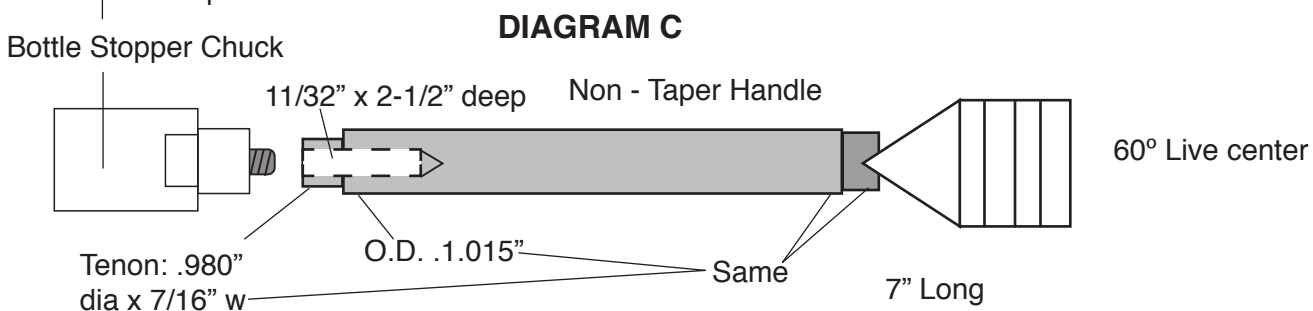 DIAGRAM C
Bottle Stopper Chuck
11/32” x 2-1/2” deep
Non - Taper Handle
60º Live center
Tenon: .980”
dia x 7/16” w
O.D. .1.015”
Same
7” Long